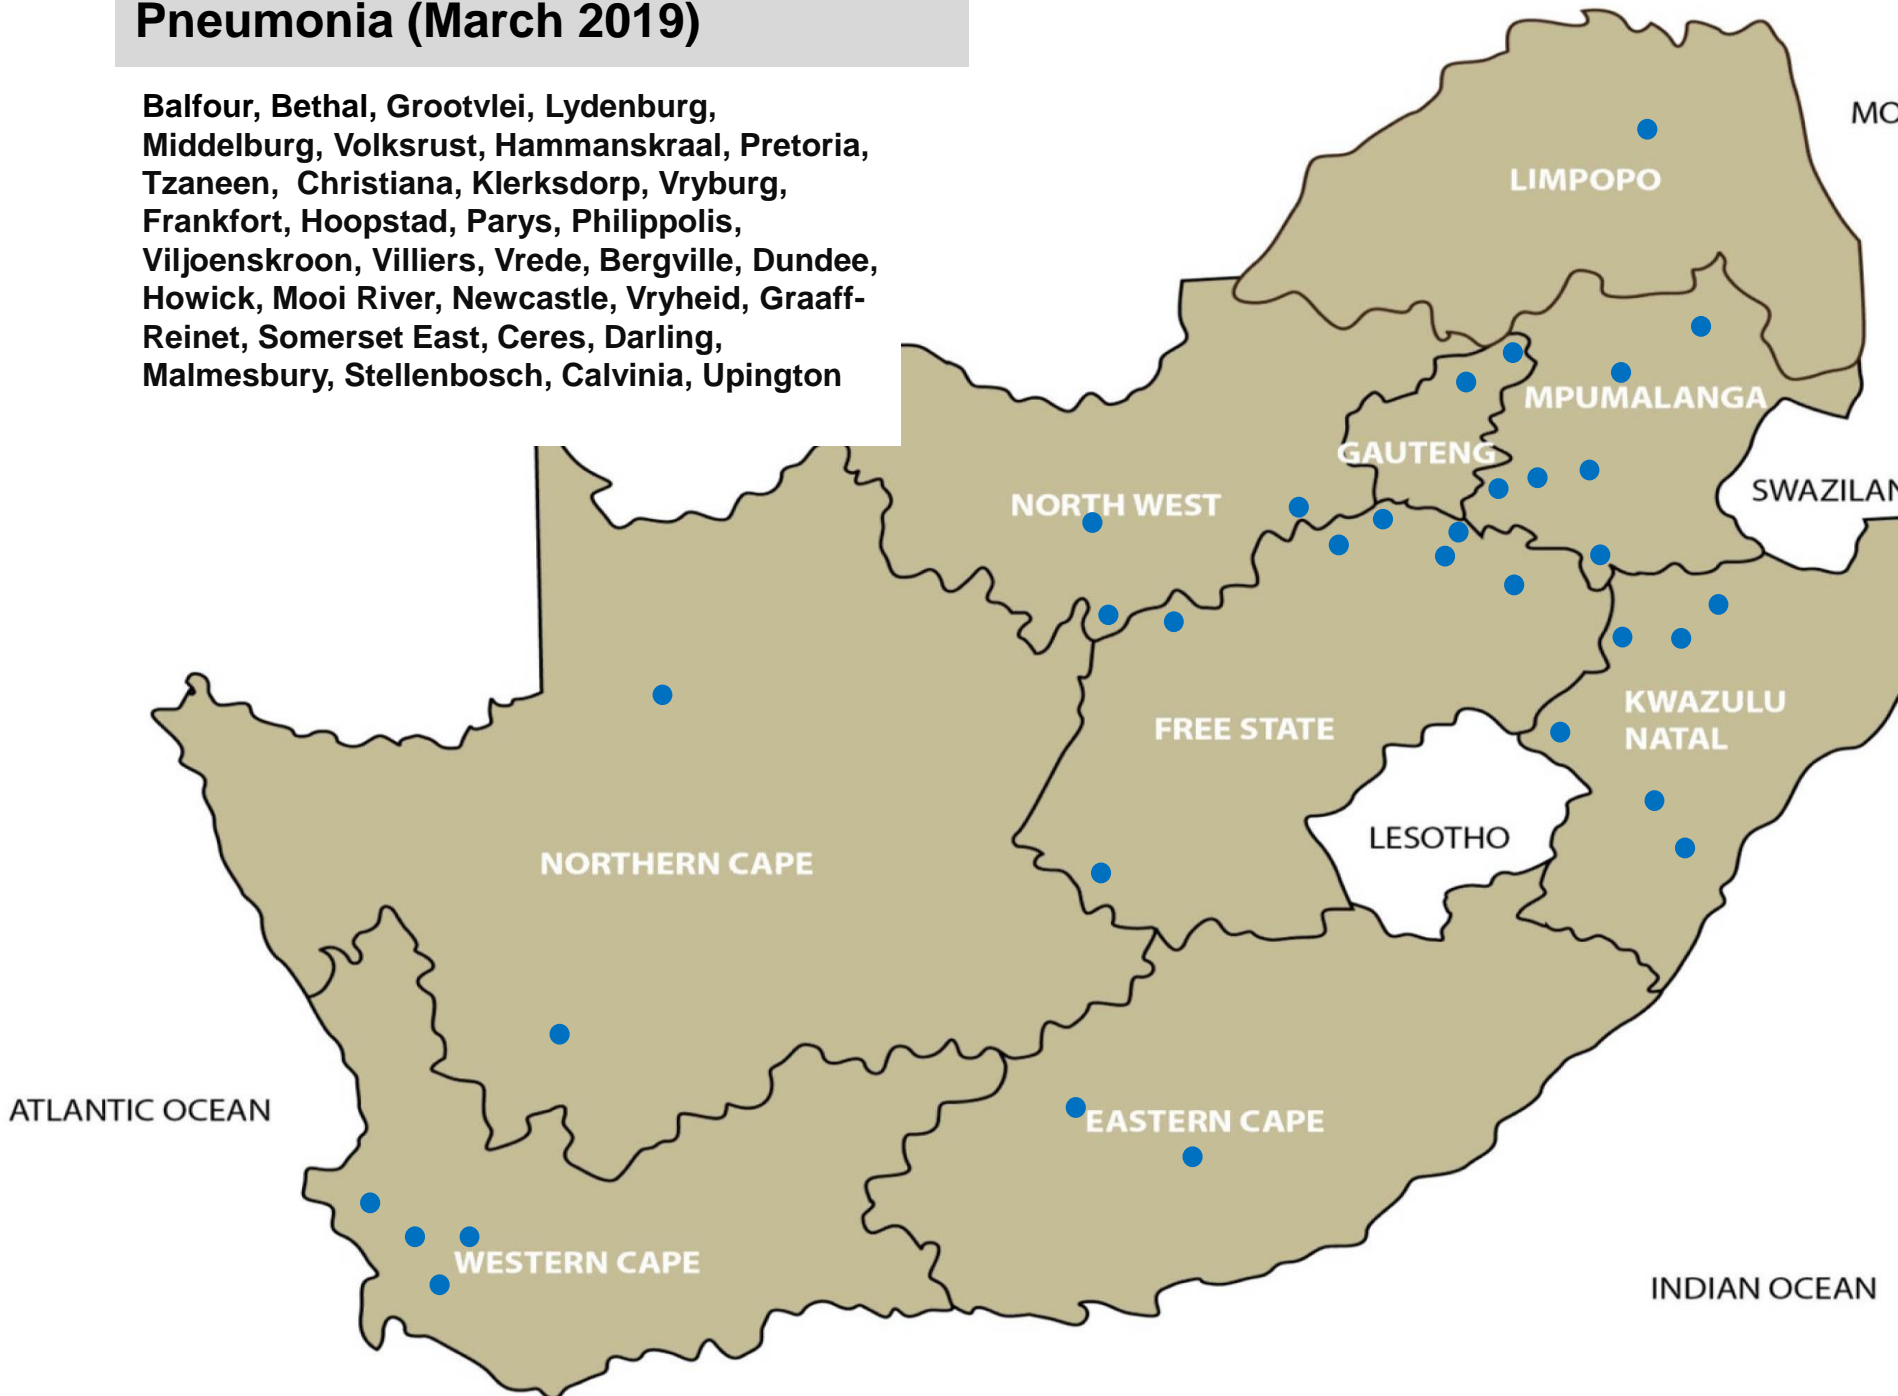 Pneumonia (March 2019)
Balfour, Bethal, Grootvlei, Lydenburg,
Middelburg, Volksrust, Hammanskraal, Pretoria,
Tzaneen, Christiana, Klerksdorp, Vryburg,
Frankfort, Hoopstad, Parys, Philippolis,
Viljoenskroon, Villiers, Vrede, Bergville, Dundee,
Howick, Mooi River, Newcastle, Vryheid, Graaff-
Reinet, Somerset East, Ceres, Darling,
Malmesbury, Stellenbosch, Calvinia, Upington
MO
LIMPOPO
MPUMALANGA
GAUTENG
SWAZILAN
NORTH WEST
KWAZULU
NATAL
FREE STATE
LESOTHO
NORTHERN CAPE
ATLANTIC OCEAN
EASTERN CAPE
WESTERN CAPE
INDIAN OCEAN